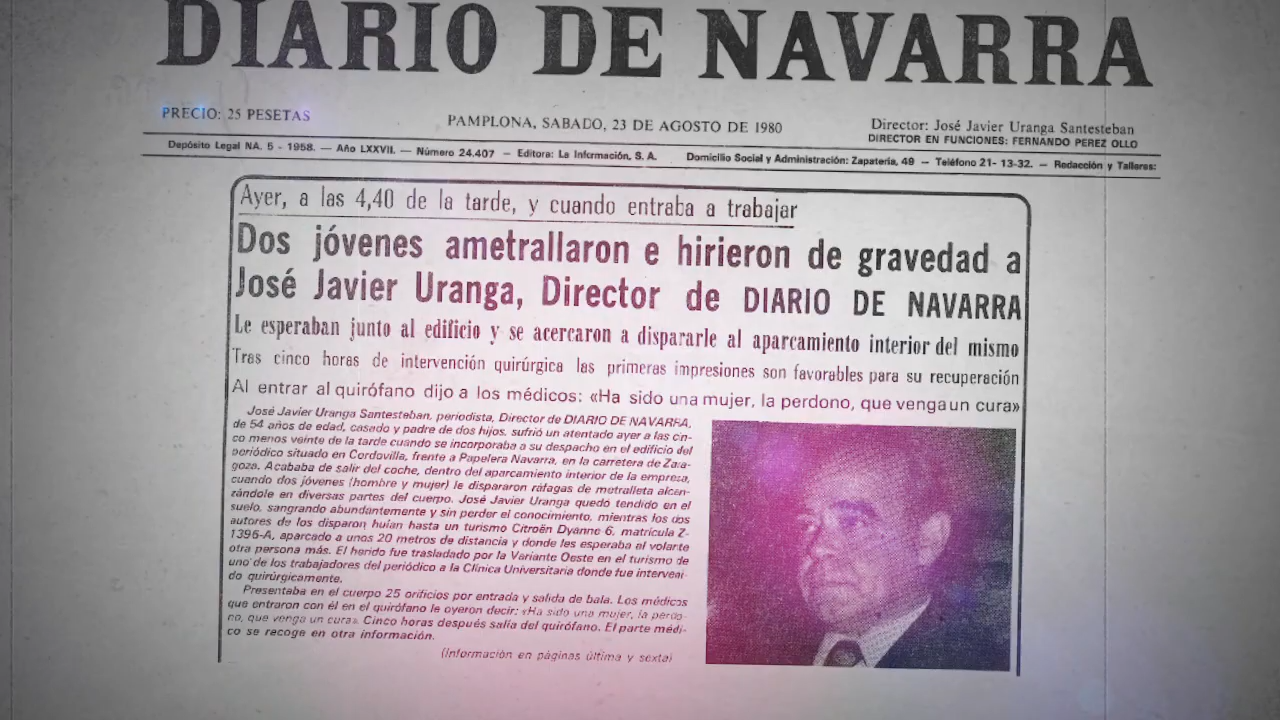 DIARIO DE NAVARRA
PRECIO: 25 PESETAS
PAMPLONA, SABADO, 23 DE AGOSTO DE 1980
Director: José Javier Uranga Santesteban
DIRECTOR EN FUNCIONES: FERNANDO PEREZ OLLO
Depósito Legal NA. 5 - 1958. — Año LXXVII. — Número 24.407 — Editora: La Información, S. A. Domicilio Social y Administración: Zapatería, 49 — Teléfono 21- 13-32. — Redacción y Talleres:
Ayer, a las 4,40 de la tarde, y cuando entraba a trabajar
Dos jóvenes ametrallaron e hirieron de gravedad a
José Javier Uranga, Director de DIARIO DE NAVARRA
Le esperaban junto al edificio y se acercaron a dispararle al aparcamiento interior del mismo
Tras cinco horas de intervención quirúrgica las primeras impresiones son favorables para su recuperación
Al entrar al quirófano dijo a los médicos: «Ha sido una mujer, la perdono, que venga un cura»
José Javier Uranga Santesteban, periodista, Director de DIARIO DE NAVARRA,
de 54 años de edad, casado y padre de dos hijos, sufrió un atentado ayer a las cin-
co menos veinte de la tarde cuando se incorporaba a su despacho en el edificio del
periódico situado en Cordovilla, frente a Papelera Navarra, en la carretera de Zara-
goza. Acababa de salir del coche, dentro del aparcamiento interior de la empresa,
cuando dos jóvenes (hombre y mujer) le dispararon ráfagas de metralleta alcan-
zándole en diversas partes del cuerpo. José Javier Uranga quedo tendido en el
suelo, sangrando abundantemente y sin perder el conocimiento, mientras los dos
autores de los disparon huían hasta un turismo Citroën Dyanne 6, matrícula Z-
1396-A, aparcado a unos 20 metros de distancia y donde les esperaba al volante
otra persona más. El herido fue trasladado por la Variante Oeste en el turismo de
uno de los trabajadores del periódico a la Clínica Universitaria donde fue interveni-
do quirúrgicamente.
Presentaba en el cuerpo 25 orificios por entrada y salida de bala. Los médicos
que entraron con él en el quirófano le oyeron decir: «Ha sido una mujer, la perdo-
no, que venga un cura». Cinco horas después salía del quirófano. El parte médi-
co se recoge en otra información.
(Información en páginas última y sexta)